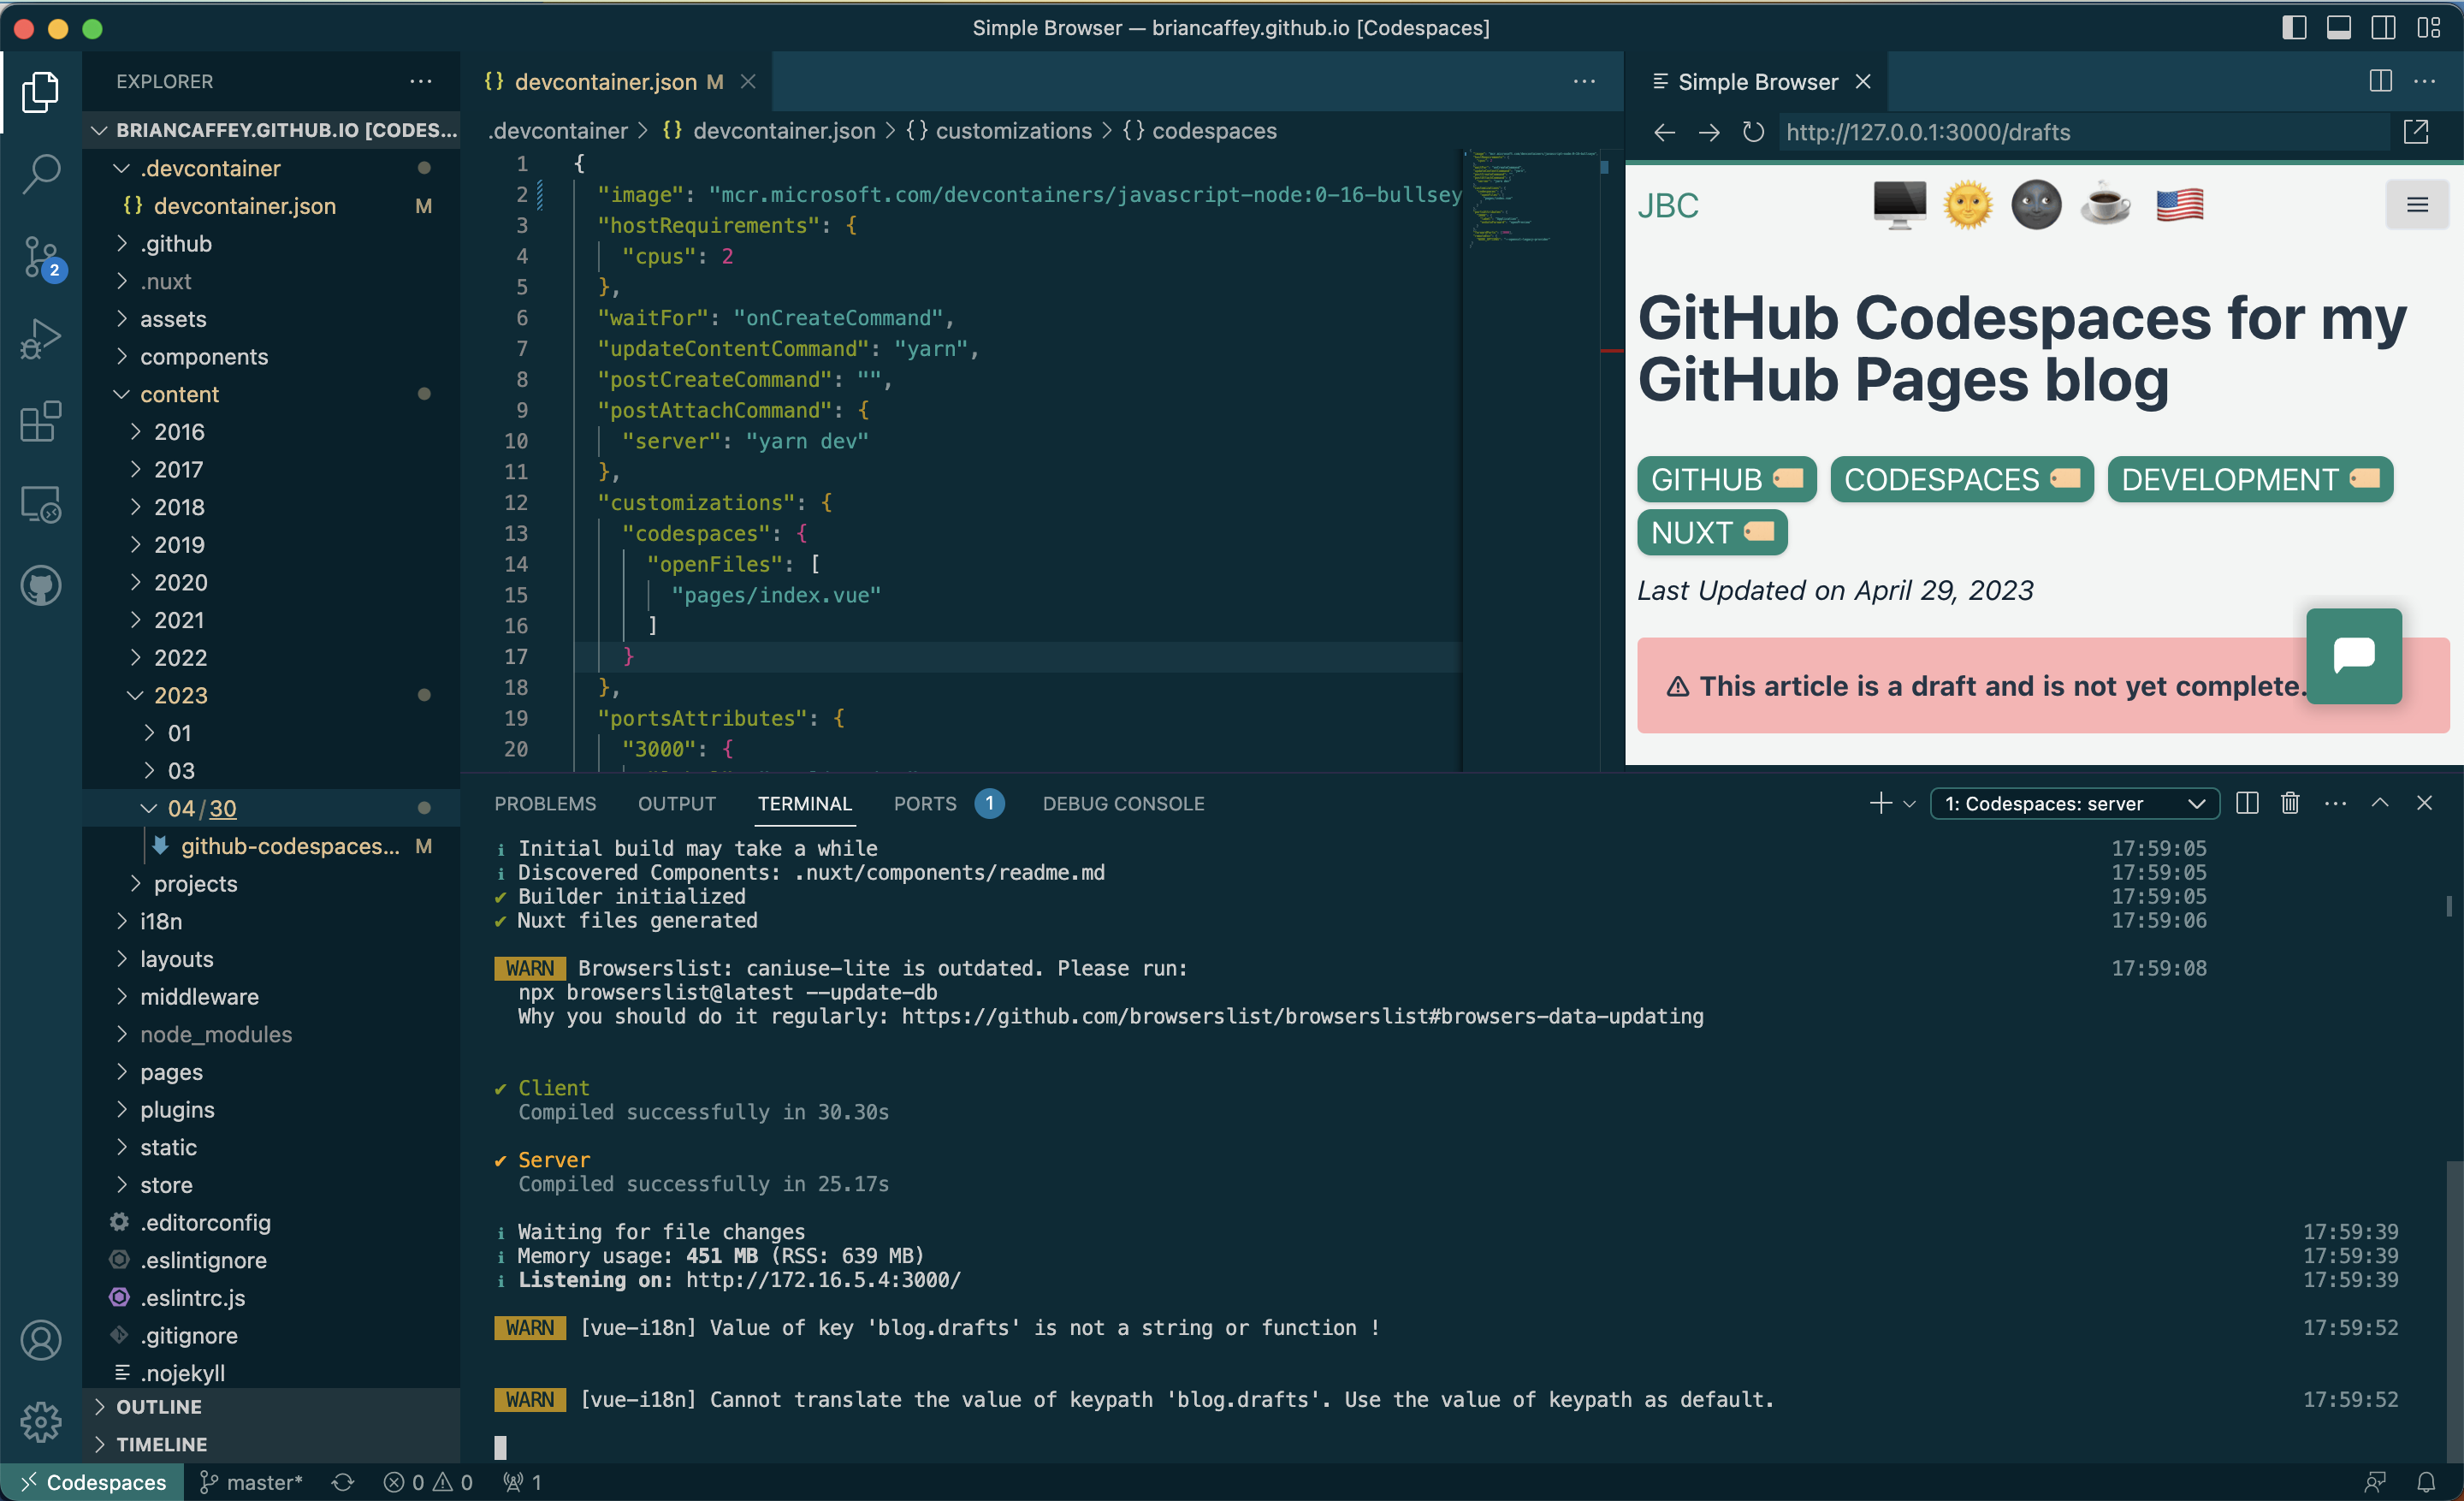 Simple Browser — briancaffey.github.io [Codespaces]
EXPLORER
BRIANCAFFEY.GITHUB.IO [CODES...
.devcontainer
{} devcontainer.json M
.github
.nuxt
assets
components
content
2016
2017
2018
2019
2020
2021
2022
2023
01
03
04/30
github-codespaces... M
projects
i18n
layouts
middleware
node_modules
pages
plugins
static
store
.editorconfig
.eslintignore
.eslintrc.js
.gitignore
.nojekyll
OUTLINE
TIMELINE
2
{} devcontainer.json M
.devcontainer > {} devcontainer.json > {} customizations > {} codespaces
1 {
2 "image": "mcr.microsoft.com/devcontainers/javascript-node:0-16-bullsey
3 "hostRequirements": {
4 "cpus": 2
5 },
6 "waitFor": "onCreateCommand",
7 "updateContentCommand": "yarn",
8 "postCreateCommand": "",
9 "postAttachCommand": {
10 "server": "yarn dev"
11 },
12 "customizations": {
13 "codespaces": {
14 "openFiles": [
15 "pages/index.vue"
16 ]
17 }
18 },
19 "portsAttributes": {
20 "3000": {
Simple Browser
http://127.0.0.1:3000/drafts
JBC
GitHub Codespaces for my
GitHub Pages blog
GITHUB CODESPACES DEVELOPMENT
NUXT
Last Updated on April 29, 2023
This article is a draft and is not yet complete.
PROBLEMS OUTPUT TERMINAL PORTS 1 DEBUG CONSOLE
1: Codespaces: server
i Initial build may take a while 17:59:05
i Discovered Components: .nuxt/components/readme.md 17:59:05
✔ Builder initialized 17:59:05
✔ Nuxt files generated 17:59:06
WARN Browserslist: caniuse-lite is outdated. Please run: 17:59:08
npx browserslist@latest --update-db
Why you should do it regularly: https://github.com/browserslist/browserslist#browsers-data-updating
✔ Client
Compiled successfully in 30.30s
✔ Server
Compiled successfully in 25.17s
i Waiting for file changes 17:59:39
i Memory usage: 451 MB (RSS: 639 MB) 17:59:39
i Listening on: http://172.16.5.4:3000/ 17:59:39
WARN [vue-i18n] Value of key 'blog.drafts' is not a string or function ! 17:59:52
WARN [vue-i18n] Cannot translate the value of keypath 'blog.drafts'. Use the value of keypath as default. 17:59:52
Codespaces master* 0 0 1